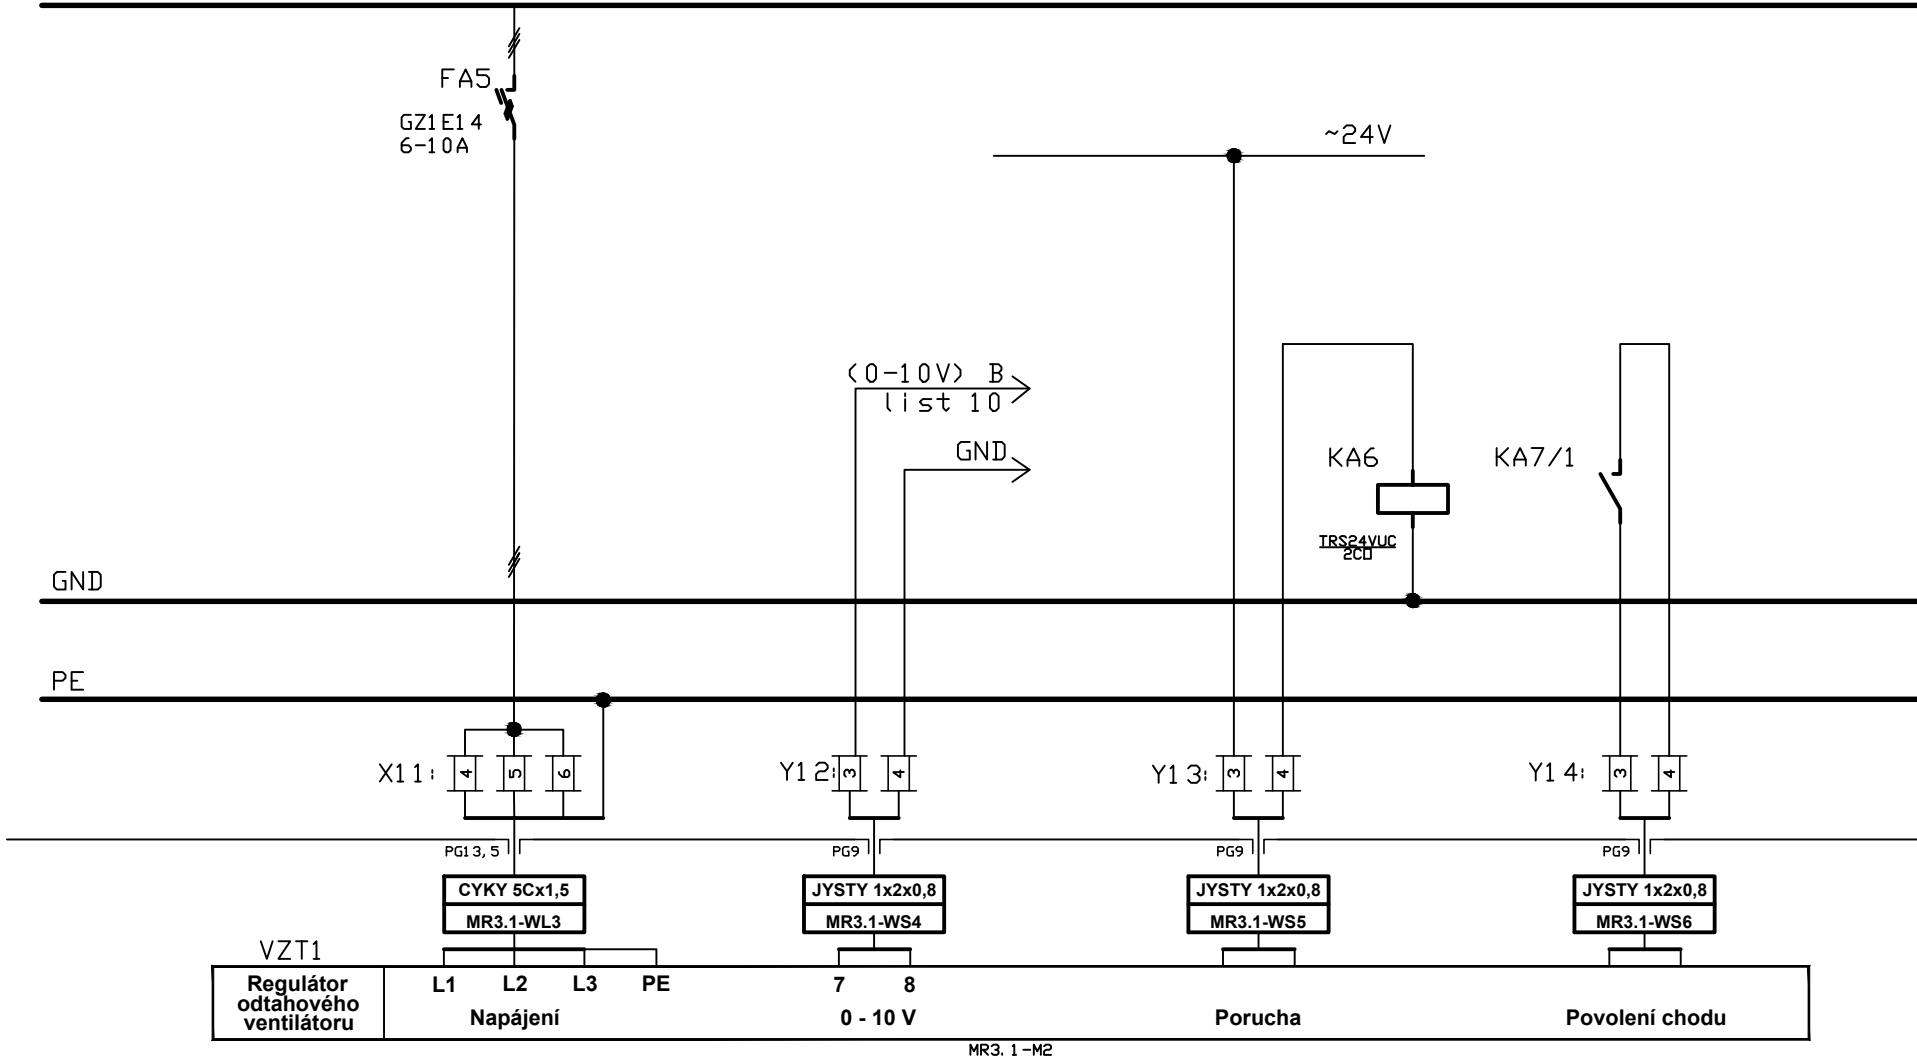 FA5
GZ1E14
6-10A
~24V
(0-10V) B
list 10
GND
KA6
KA7/1
TRS24VUC
2CO
GND
PE
X11: 4 5 6
Y12: 3 4
Y13: 3 4
Y14: 3 4
PG13,5
PG9
PG9
PG9
CYKY 5Cx1,5
MR3.1-WL3
JYSTY 1x2x0,8
MR3.1-WS4
JYSTY 1x2x0,8
MR3.1-WS5
JYSTY 1x2x0,8
MR3.1-WS6
VZT1
Regulátor
odtahového
ventilátoru
L1 L2 L3 PE
Napájení
7 8
0 - 10 V
Porucha
Povolení chodu
MR3.1-M2